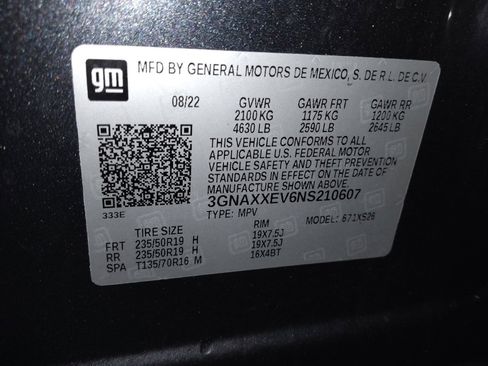 gm
MFD BY GENERAL MOTORS DE MEXICO, S. DE R.L. DE C.V.
08/22 GVWR GAWR FRT GAWR RR
2100 KG 1175 KG 1200 KG
4630 LB 2590 LB 2645 LB
THIS VEHICLE CONFORMS TO ALL
APPLICABLE U.S. FEDERAL MOTOR
VEHICLE SAFETY AND THEFT PREVENTION
STANDARDS IN EFFECT ON THE DATE OF
MANUFACTURE SHOWN ABOVE.
3GNAXXEV6NS210607
333E
TYPE: MPV MODEL: 671XS26
TIRE SIZE RIM
FRT 235/50R19 H 19X7.5J
RR 235/50R19 H 19X7.5J
SPA T135/70R16 M 16X4BT